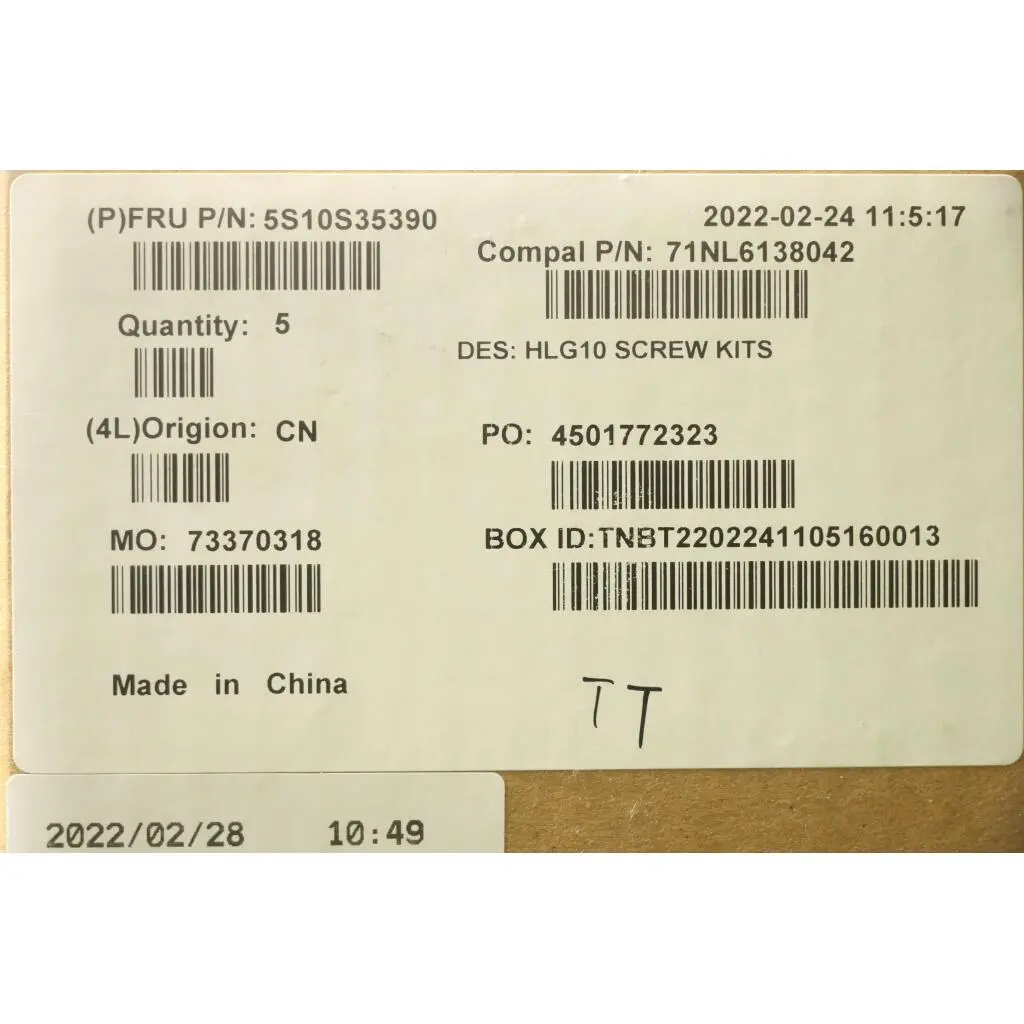 (P)FRU P/N: 5S10S35390
2022-02-24 11:5:17
Compal P/N: 71NL6138042
Quantity: 5
DES: HLG10 SCREW KITS
(4L)Origion: CN
PO: 4501772323
MO: 73370318
BOX ID:TNBT2202241105160013
Made in China
TT
2022/02/28 10:49